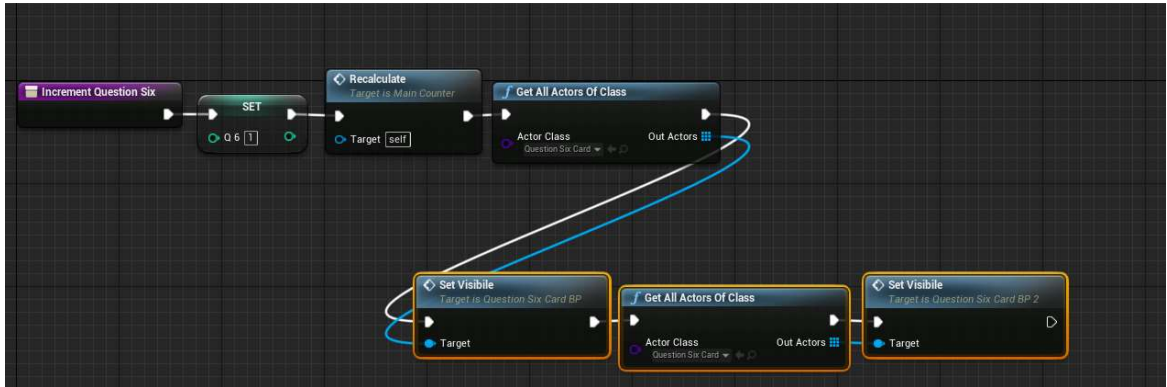 Increment Question Six
SET
Q 6 1
Recalculate
Target is Main Counter
Target self
Get All Actors Of Class
Actor Class
Out Actors
Question Six Card
Set Visibile
Target is Question Six Card BP
Target
Get All Actors Of Class
Actor Class
Out Actors
Question Six Card
Set Visibile
Target is Question Six Card BP 2
Target